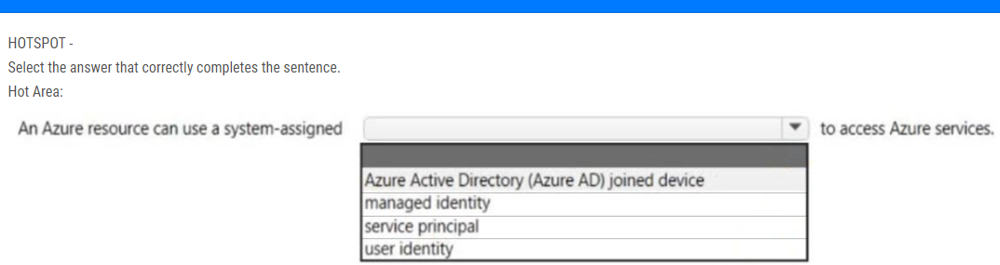 HOTSPOT -
Select the answer that correctly completes the sentence.
Hot Area:
An Azure resource can use a system-assigned to access Azure services.
Azure Active Directory (Azure AD) joined device
managed identity
service principal
user identity